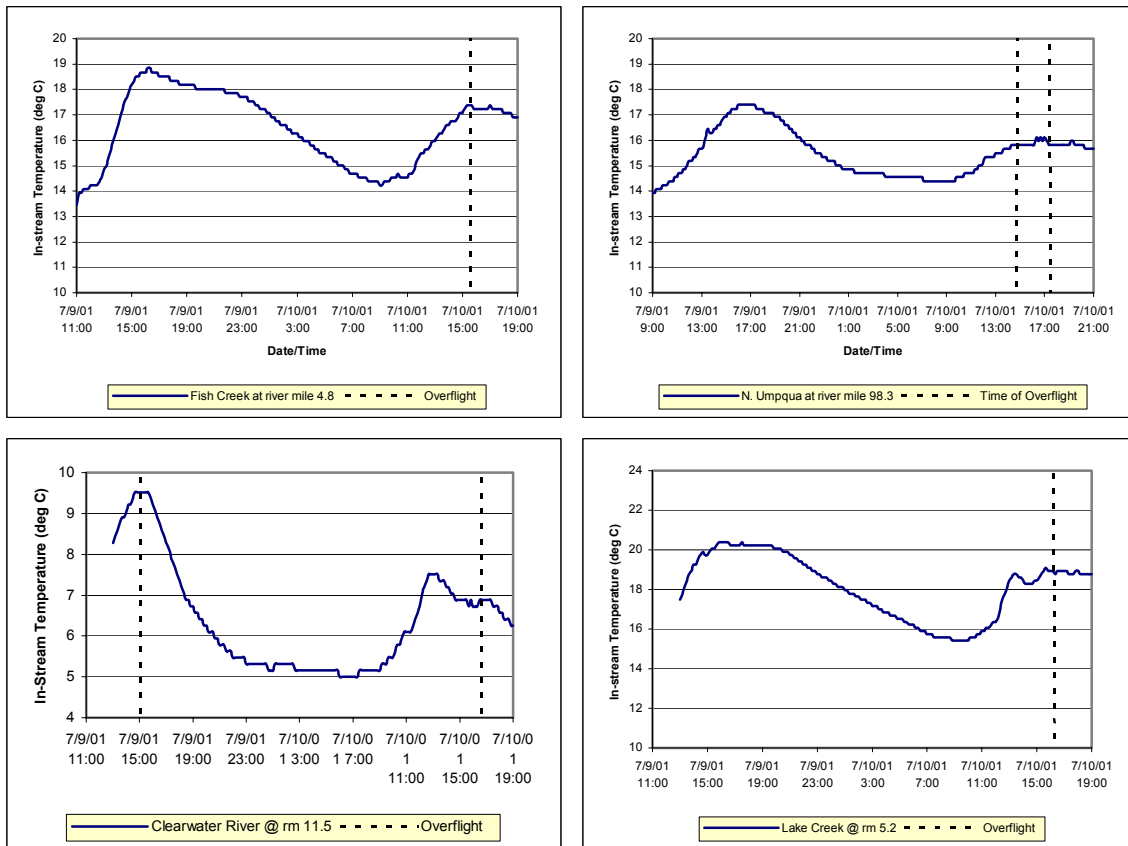 20
19
18
17
16
15
14
13
12
11
10
In-stream Temperature (deg C)
7/9/01 7/9/01 7/9/01 7/9/01 7/10/01 7/10/01 7/10/01 7/10/01 7/10/01
11:00 15:00 19:00 23:00 3:00 7:00 11:00 15:00 19:00
Date/Time
Fish Creek at river mile 4.8 Overflight
20
19
18
17
16
15
14
13
12
11
10
In-stream Temperature (deg C)
7/9/01 7/9/01 7/9/01 7/9/01 7/10/01 7/10/01 7/10/01 7/10/01 7/10/01 7/10/01
9:00 13:00 17:00 21:00 1:00 5:00 9:00 13:00 17:00 21:00
Date/Time
N. Umpqua at river mile 98.3 Time of Overflight
10
9
8
7
6
5
4
In-Stream Temperature (deg C)
7/9/01 7/9/01 7/9/01 7/9/01 7/10/0 7/10/0 7/10/0 7/10/0 7/10/0
11:00 15:00 19:00 23:00 1 3:00 1 7:00 1 1 1
11:00 15:00 19:00
Clearwater River @ rm 11.5 Overflight
24
22
20
18
16
14
12
10
In-stream Temperature (deg C)
7/9/01 7/9/01 7/9/01 7/9/01 7/10/01 7/10/01 7/10/01 7/10/01 7/10/01
11:00 15:00 19:00 23:00 3:00 7:00 11:00 15:00 19:00
Lake Creek @ rm 5.2 Overflight